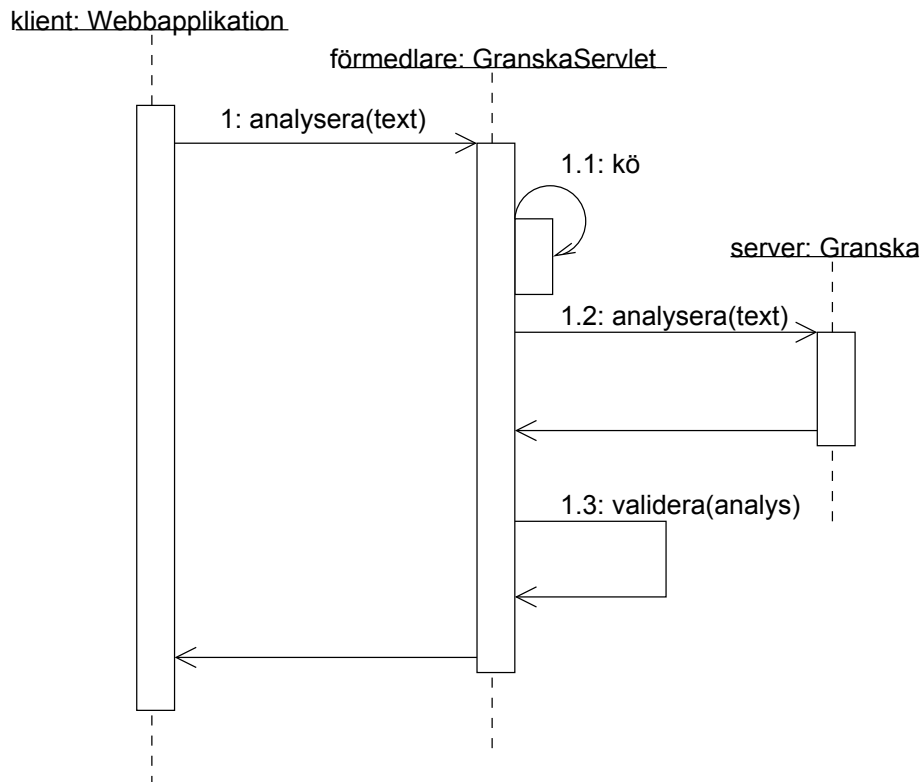 klient: Webbapplikation
förmedlare: GranskaServlet
1: analysera(text)
1.1: kö
server: Granska
1.2: analysera(text)
1.3: validera(analys)